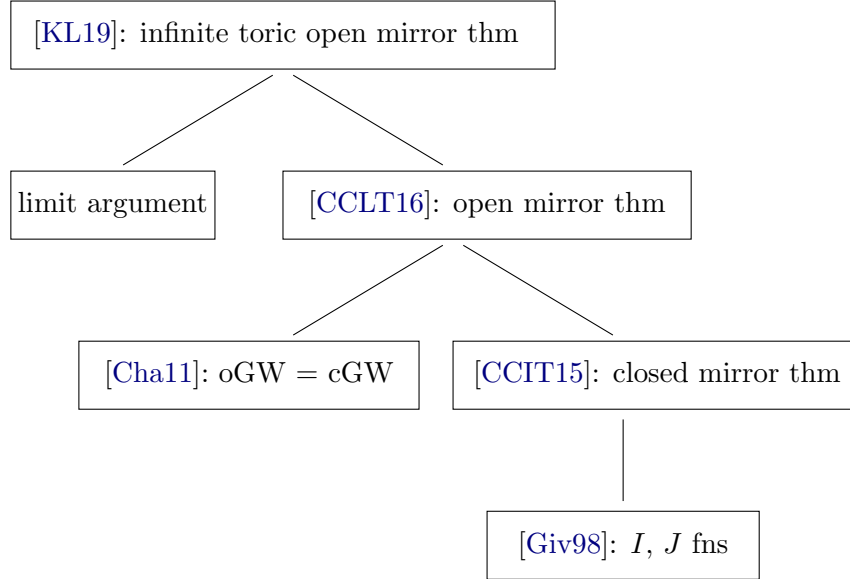 [KL19]: infinite toric open mirror thm
limit argument
[CCLT16]: open mirror thm
[Cha11]: oGW = cGW
[CCIT15]: closed mirror thm
[Giv98]: I, J fns